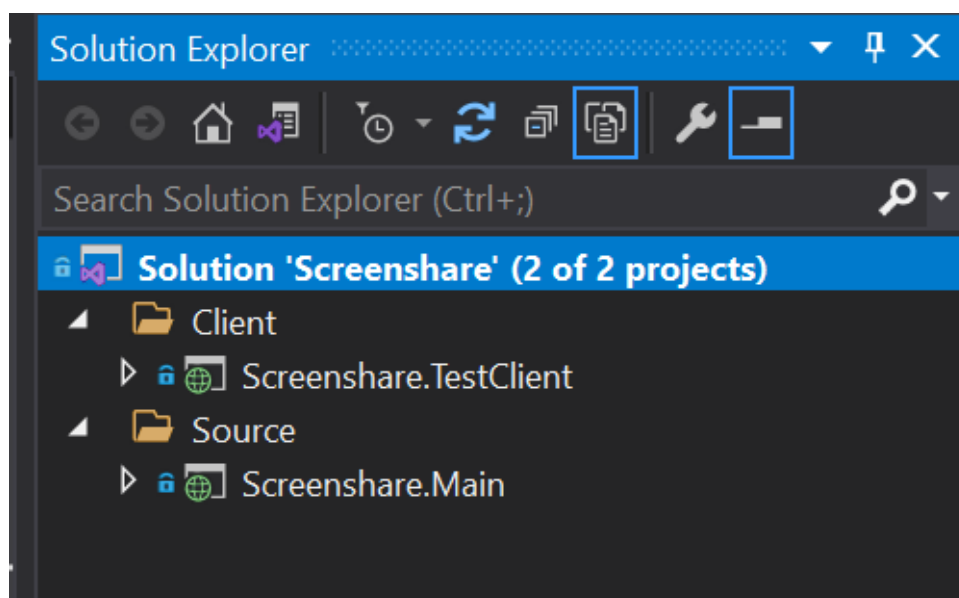 Solution Explorer
Search Solution Explorer (Ctrl+;)
Solution 'Screenshare' (2 of 2 projects)
Client
Screenshare.TestClient
Source
Screenshare.Main